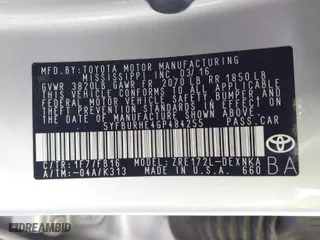 MFD. BY: TOYOTA MOTOR MANUFACTURING
MISSISSIPPI, INC. 03/16
GVWR 3820LB GAWR FR 2070LB RR 1850LB
THIS VEHICLE CONFORMS TO ALL APPLICABLE
FEDERAL MOTOR VEHICLE SAFETY, BUMPER, AND
THEFT PREVENTION STANDARDS IN EFFECT ON
THE DATE OF MANUFACTURE SHOWN ABOVE.
5YFBURHE4GP484255 PASS.CAR
C/TR: 1F7/FB16 MODEL: ZRE172L-DEXNKA
A/TM: -04A/K313 MADE IN U.S.A. 660 BA
TOYOTA